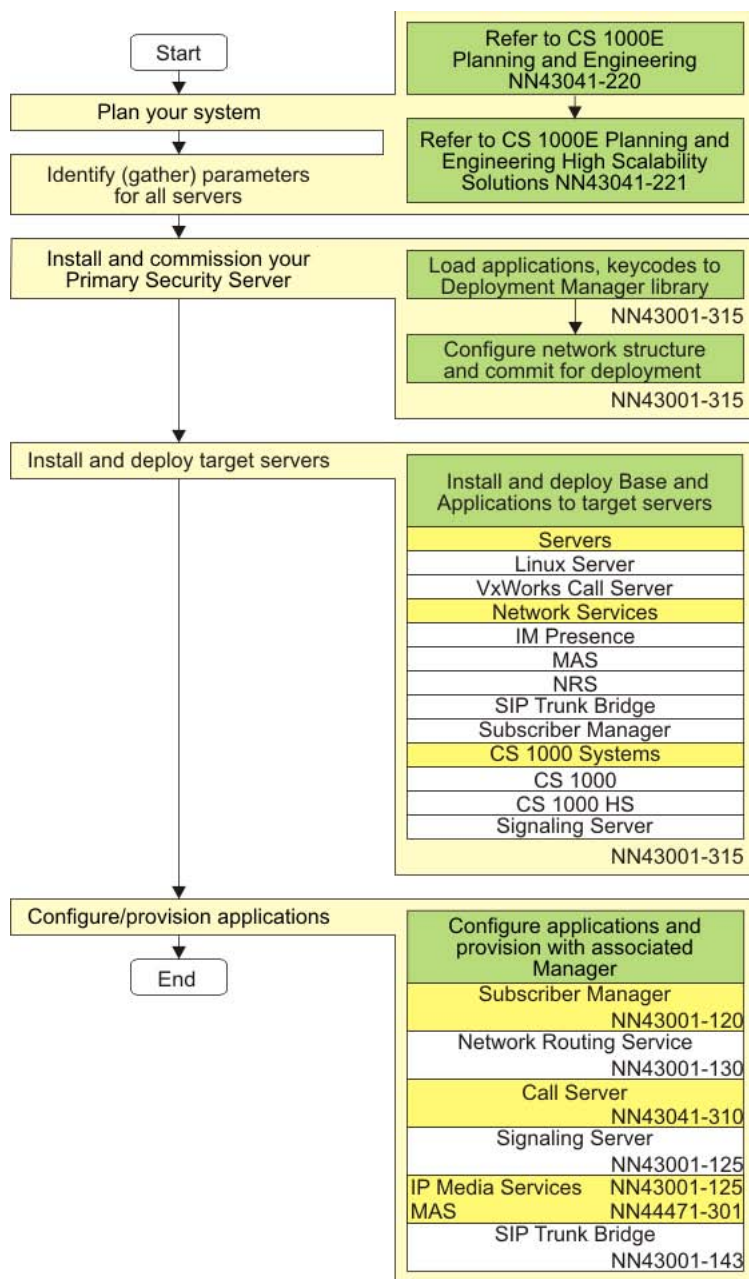 Start
Plan your system
Identify (gather) parameters
for all servers
Refer to CS 1000E
Planning and Engineering
NN43041-220
Refer to CS 1000E Planning and
Engineering High Scalability
Solutions NN43041-221
Install and commission your
Primary Security Server
Load applications, keycodes to
Deployment Manager library
NN43001-315
Configure network structure
and commit for deployment
NN43001-315
Install and deploy target servers
Install and deploy Base and
Applications to target servers
Servers
Linux Server
VxWorks Call Server
Network Services
IM Presence
MAS
NRS
SIP Trunk Bridge
Subscriber Manager
CS 1000 Systems
CS 1000
CS 1000 HS
Signaling Server
NN43001-315
Configure/provision applications
End
Configure applications and
provision with associated
Manager
Subscriber Manager
NN43001-120
Network Routing Service
NN43001-130
Call Server
NN43041-310
Signaling Server
NN43001-125
IP Media Services NN43001-125
MAS NN44471-301
SIP Trunk Bridge
NN43001-143